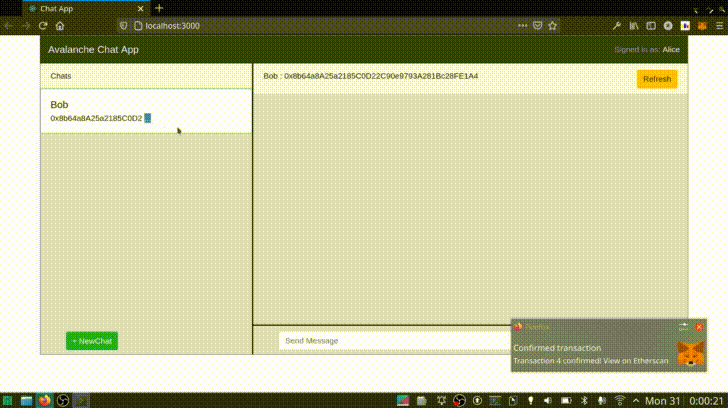 Chat App
localhost:3000
Avalanche Chat App
Signed in as: Alice
Chats
Bob : 0x8b64a8A25a2185C0D22C90e9793A281Bc28FE1A4
Refresh
Bob
0x8b64a8A25a2185C0D2
+ NewChat
Send Message
Firefox
Confirmed transaction
Transaction 4 confirmed! View on Etherscan
Mon 31
0:00:21